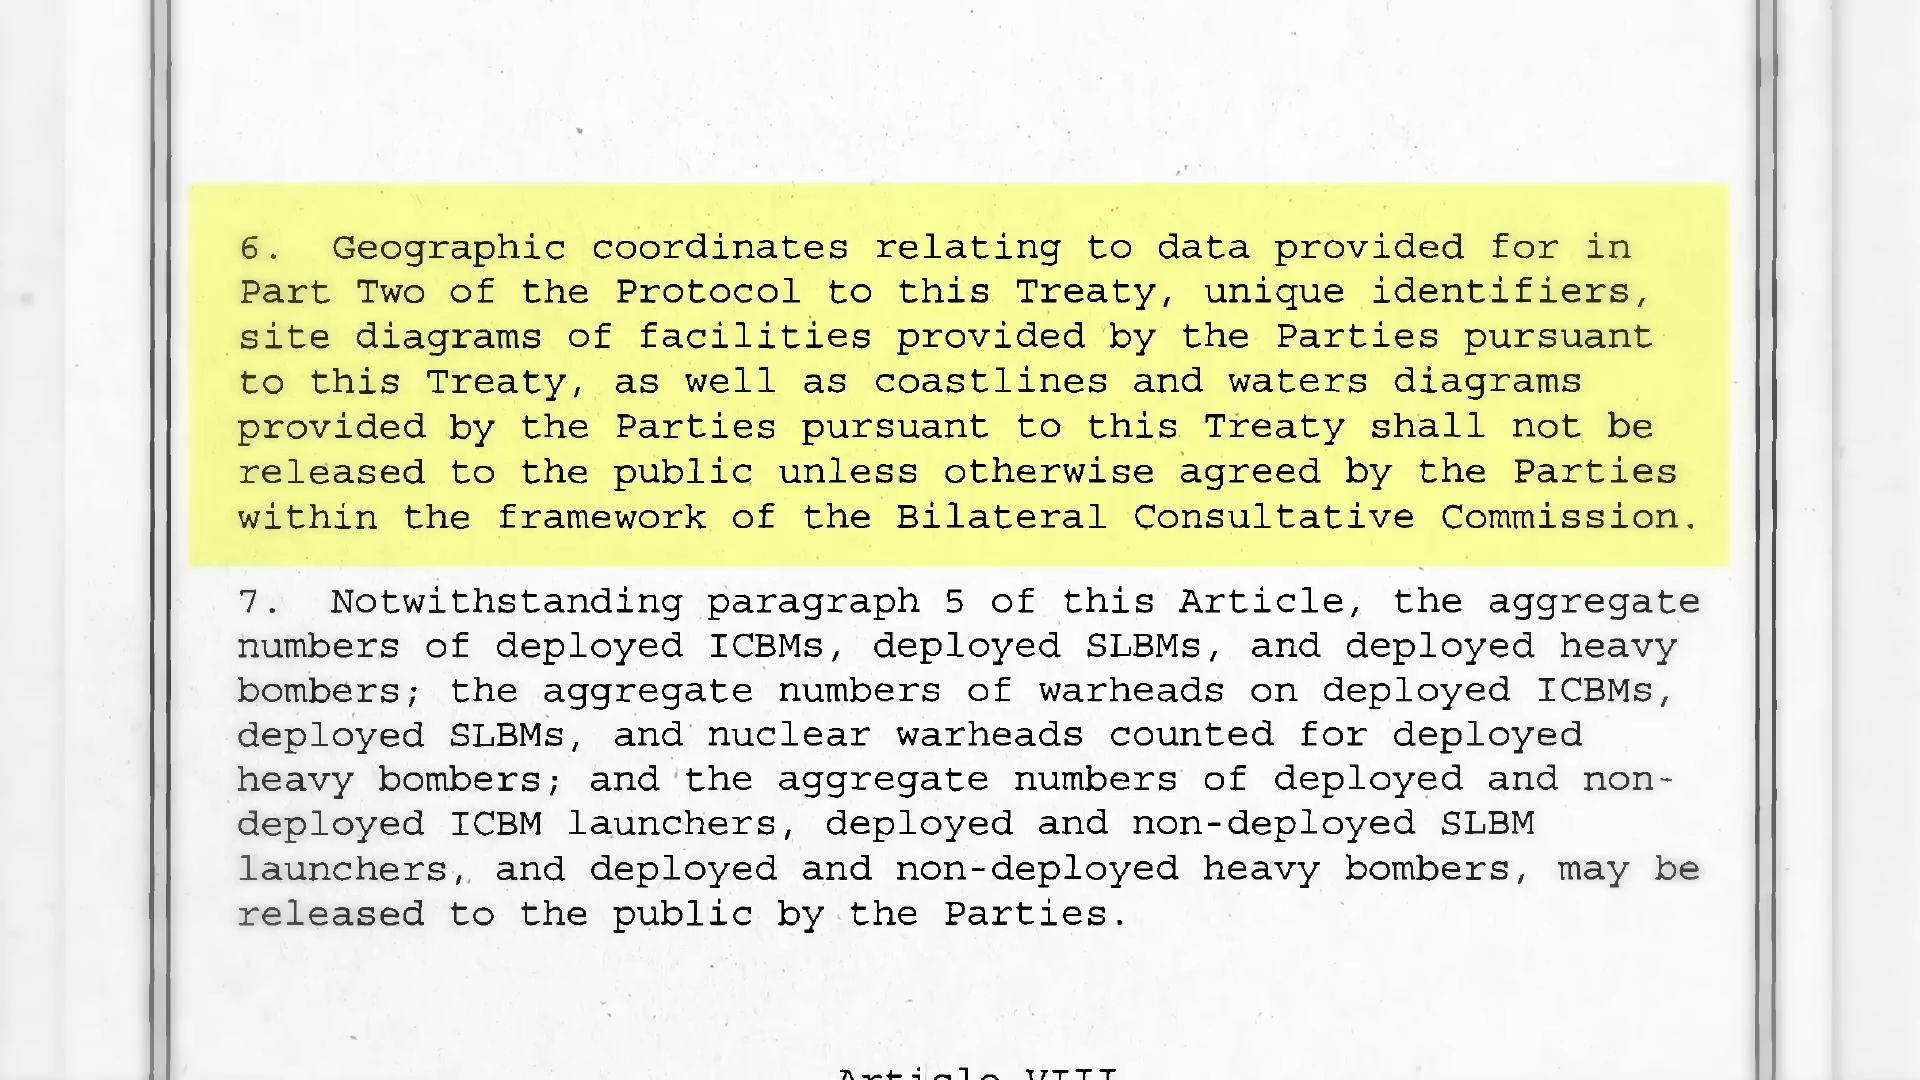 6. Geographic coordinates relating to data provided for in
Part Two of the Protocol to this Treaty, unique identifiers,
site diagrams of facilities provided by the Parties pursuant
to this Treaty, as well as coastlines and waters diagrams
provided by the Parties pursuant to this Treaty shall not be
released to the public unless otherwise agreed by the Parties
within the framework of the Bilateral Consultative Commission.
7. Notwithstanding paragraph 5 of this Article, the aggregate
numbers of deployed ICBMs, deployed SLBMs, and deployed heavy
bombers; the aggregate numbers of warheads on deployed ICBMs,
deployed SLBMs, and nuclear warheads counted for deployed
heavy bombers; and the aggregate numbers of deployed and non-
deployed ICBM launchers, deployed and non-deployed SLBM
launchers, and deployed and non-deployed heavy bombers, may be
released to the public by the Parties.
Article VIII